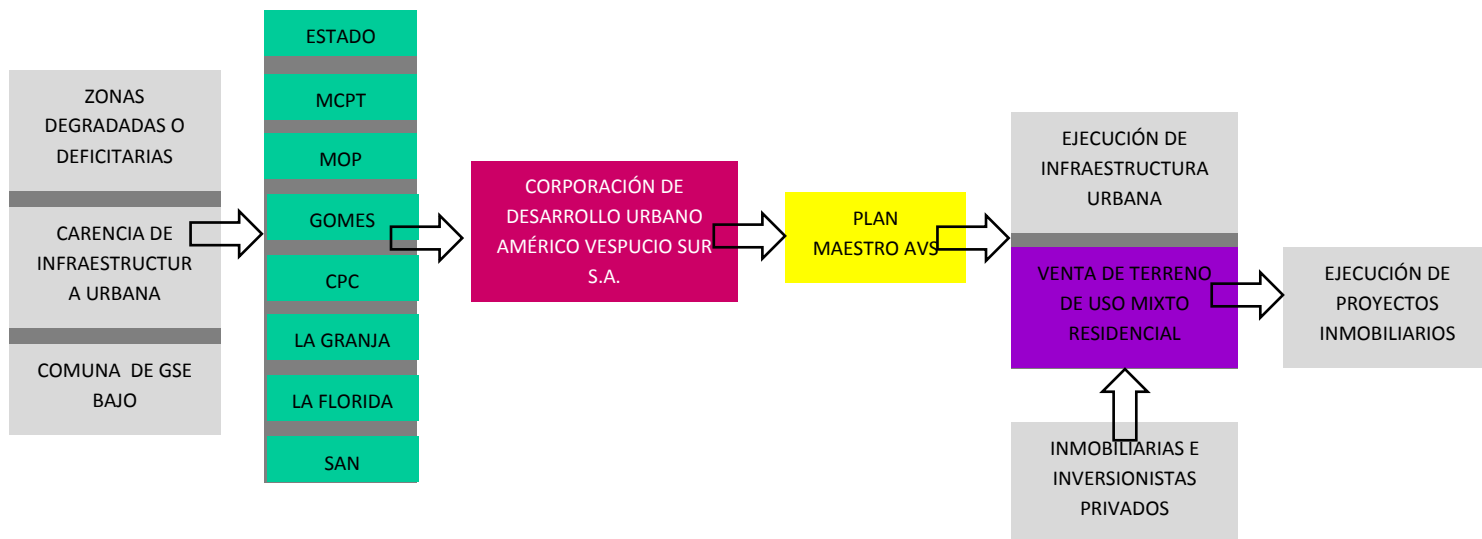 ZONAS
DEGRADADAS O
DEFICITARIAS
CARENCIA DE
INFRAESTRUCTUR
A URBANA
COMUNA DE GSE
BAJO
ESTADO
MCPT
MOP
GOMES
CPC
LA GRANJA
LA FLORIDA
SAN
CORPORACIÓN DE
DESARROLLO URBANO
AMÉRICO VESPUCIO SUR
S.A.
PLAN
MAESTRO AVS
EJECUCIÓN DE
INFRAESTRUCTURA
URBANA
VENTA DE TERRENO
DE USO MIXTO
RESIDENCIAL
INMOBILIARIAS E
INVERSIONISTAS
PRIVADOS
EJECUCIÓN DE
PROYECTOS
INMOBILIARIOS